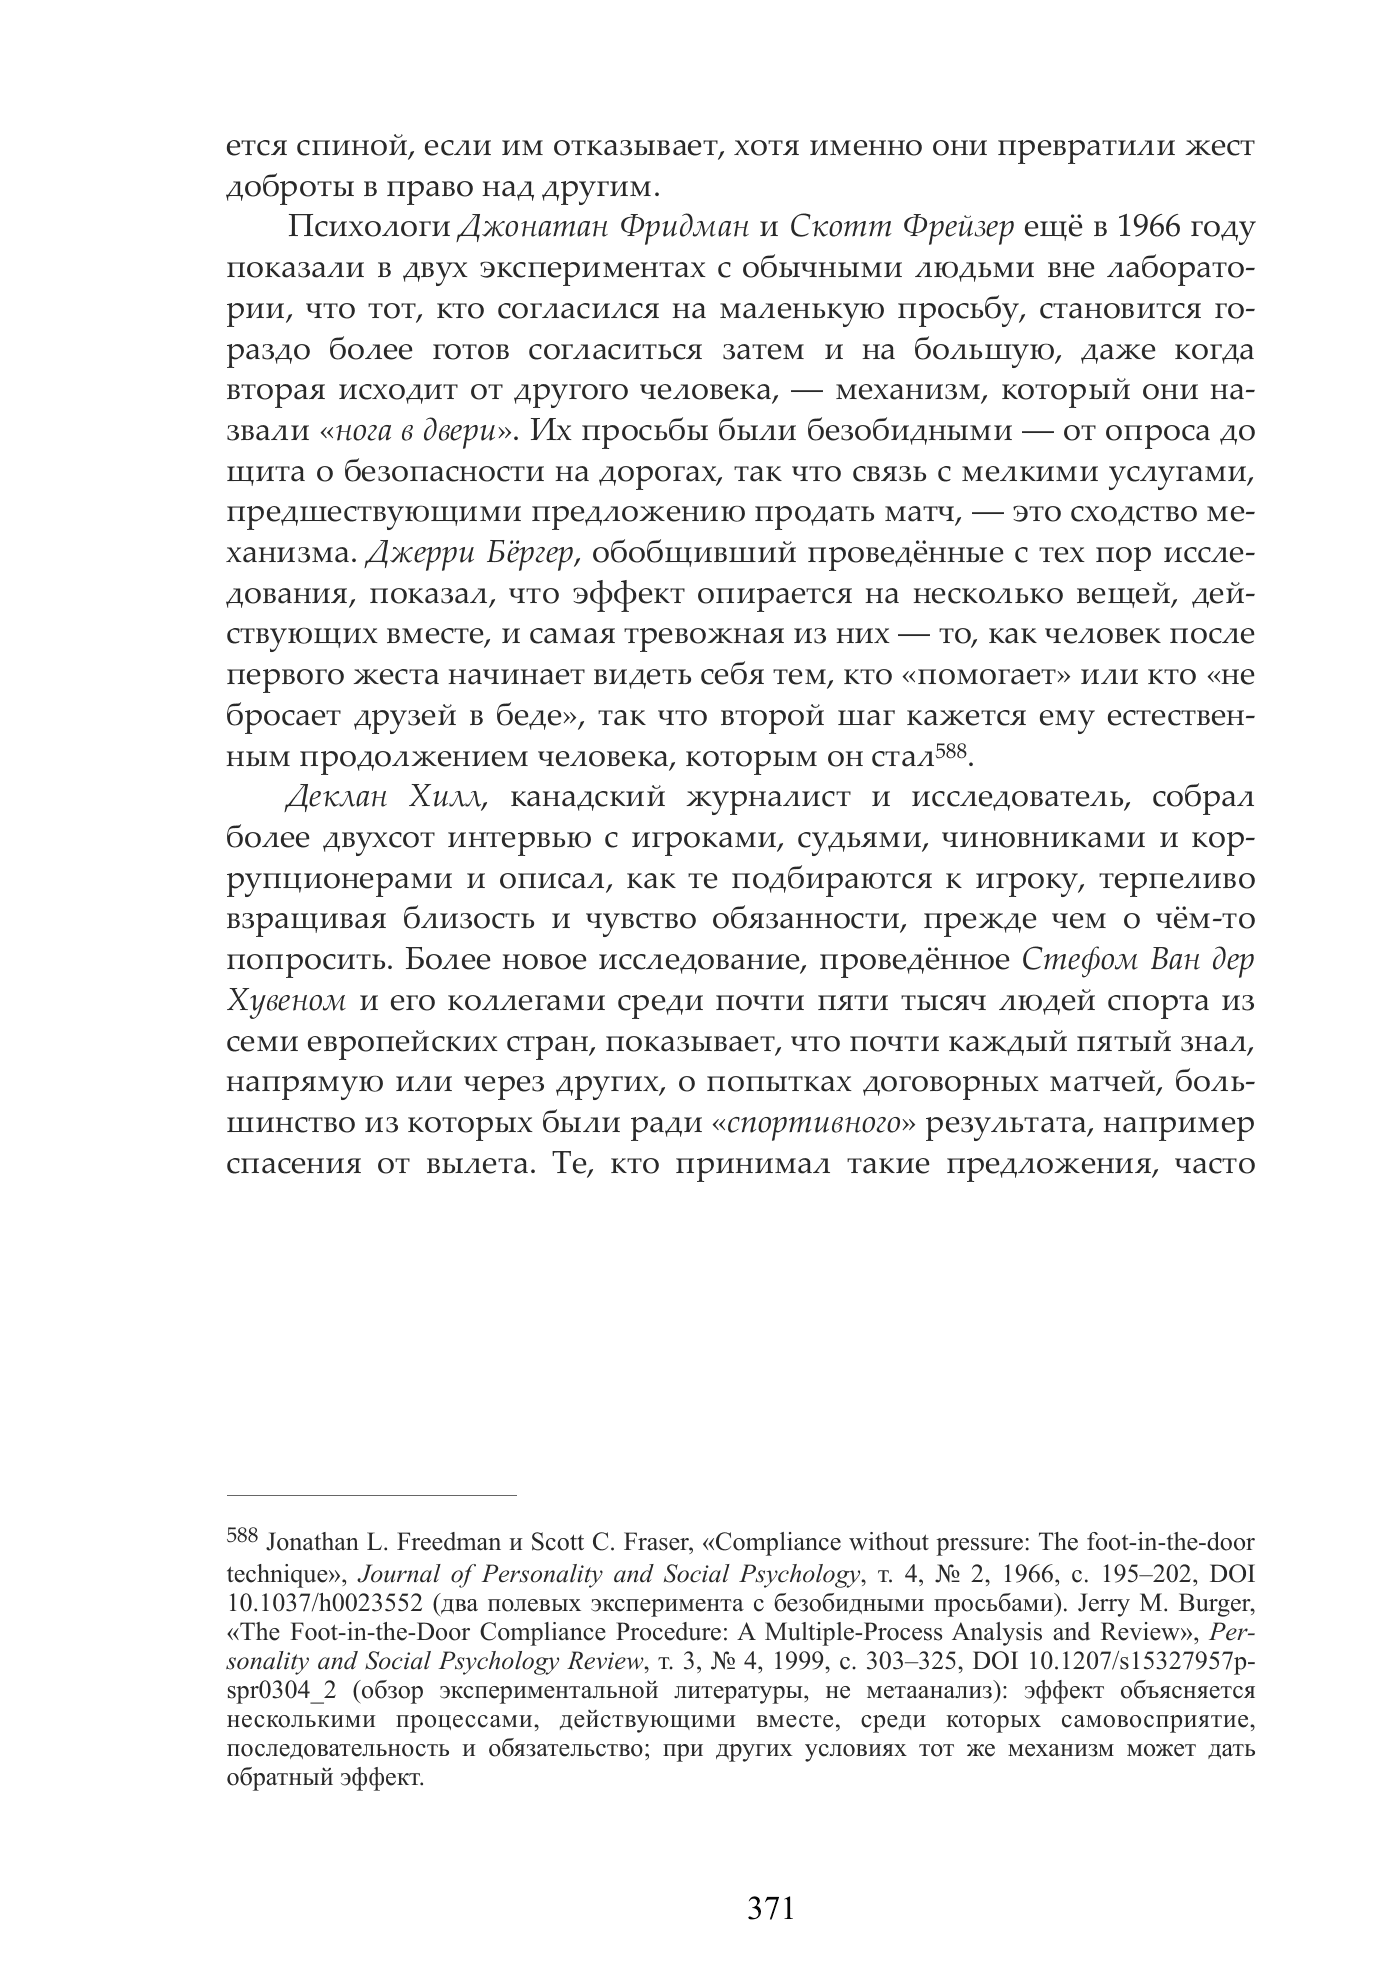 ется спиной, если им отказывает, хотя именно они превратили жест
доброты в право над другим.
Психологи Джонатан Фридман и Скотт Фрейзер ещё в 1966 году
показали в двух экспериментах с обычными людьми вне лаборато-
рии, что тот, кто согласился на маленькую просьбу, становится го-
раздо более готов согласиться затем и на большую, даже когда
вторая исходит от другого человека, — механизм, который они на-
звали «нога в двери». Их просьбы были безобидными — от опроса до
щита о безопасности на дорогах, так что связь с мелкими услугами,
предшествующими предложению продать матч, — это сходство ме-
ханизма. Джерри Бёргер, обобщивший проведённые с тех пор иссле-
дования, показал, что эффект опирается на несколько вещей, дей-
ствующих вместе, и самая тревожная из них — то, как человек после
первого жеста начинает видеть себя тем, кто «помогает» или кто «не
бросает друзей в беде», так что второй шаг кажется ему естествен-
ным продолжением человека, которым он стал588.
Деклан Хилл, канадский журналист и исследователь, собрал
более двухсот интервью с игроками, судьями, чиновниками и кор-
рупционерами и описал, как те подбираются к игроку, терпеливо
взращивая близость и чувство обязанности, прежде чем о чём-то
попросить. Более новое исследование, проведённое Стефом Ван дер
Хувеном и его коллегами среди почти пяти тысяч людей спорта из
семи европейских стран, показывает, что почти каждый пятый знал,
напрямую или через других, о попытках договорных матчей, боль-
шинство из которых были ради «спортивного» результата, например
спасения от вылета. Те, кто принимал такие предложения, часто
588 Jonathan L. Freedman и Scott C. Fraser, «Compliance without pressure: The foot-in-the-door
technique», Journal of Personality and Social Psychology, т. 4, № 2, 1966, с. 195–202, DOI
10.1037/h0023552 (два полевых эксперимента с безобидными просьбами). Jerry M. Burger,
«The Foot-in-the-Door Compliance Procedure: A Multiple-Process Analysis and Review», Per-
sonality and Social Psychology Review, т. 3, № 4, 1999, с. 303–325, DOI 10.1207/s15327957p-
spr0304_2 (обзор экспериментальной литературы, не метаанализ): эффект объясняется
несколькими процессами, действующими вместе, среди которых самовосприятие,
последовательность и обязательство; при других условиях тот же механизм может дать
обратный эффект.
371